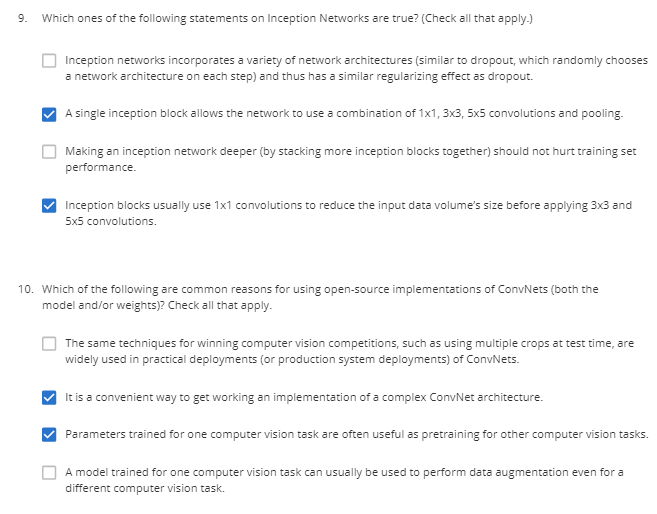 9. Which ones of the following statements on Inception Networks are true? (Check all that apply.)
Inception networks incorporates a variety of network architectures (similar to dropout, which randomly chooses
a network architecture on each step) and thus has a similar regularizing effect as dropout.
A single inception block allows the network to use a combination of 1x1, 3x3, 5x5 convolutions and pooling.
Making an inception network deeper (by stacking more inception blocks together) should not hurt training set
performance.
Inception blocks usually use 1x1 convolutions to reduce the input data volume's size before applying 3x3 and
5x5 convolutions.
10. Which of the following are common reasons for using open-source implementations of ConvNets (both the
model and/or weights)? Check all that apply.
The same techniques for winning computer vision competitions, such as using multiple crops at test time, are
widely used in practical deployments (or production system deployments) of ConvNets.
It is a convenient way to get working an implementation of a complex ConvNet architecture.
Parameters trained for one computer vision task are often useful as pretraining for other computer vision tasks.
A model trained for one computer vision task can usually be used to perform data augmentation even for a
different computer vision task.